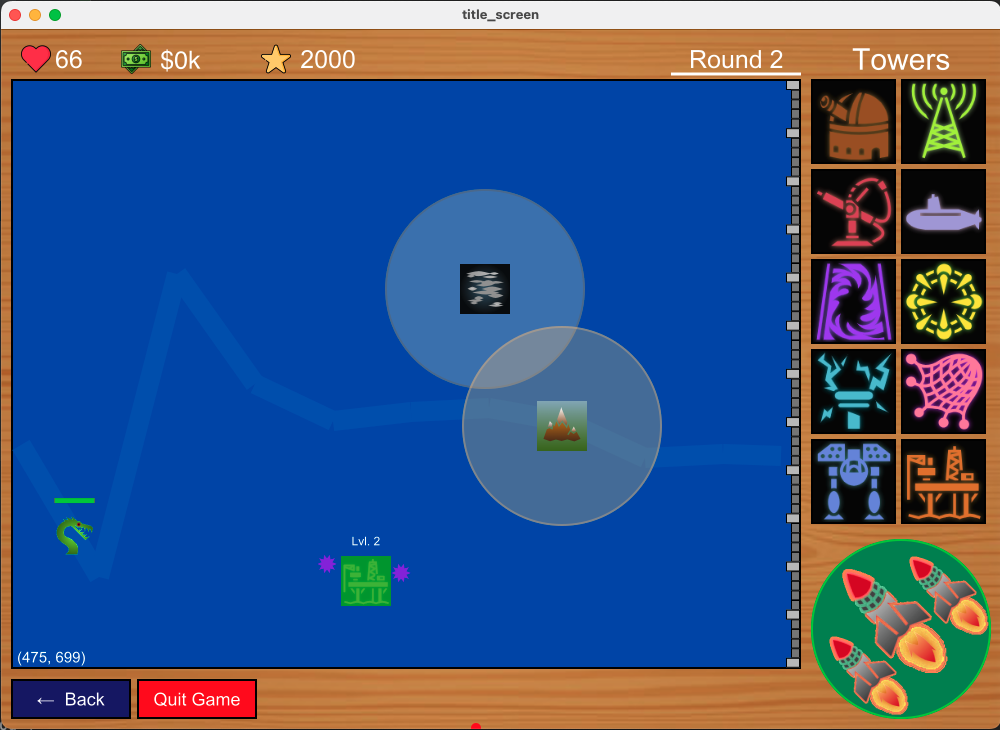 title_screen
66
$0k
2000
Round 2
Towers
Lvl. 2
(475, 699)
← Back
Quit Game